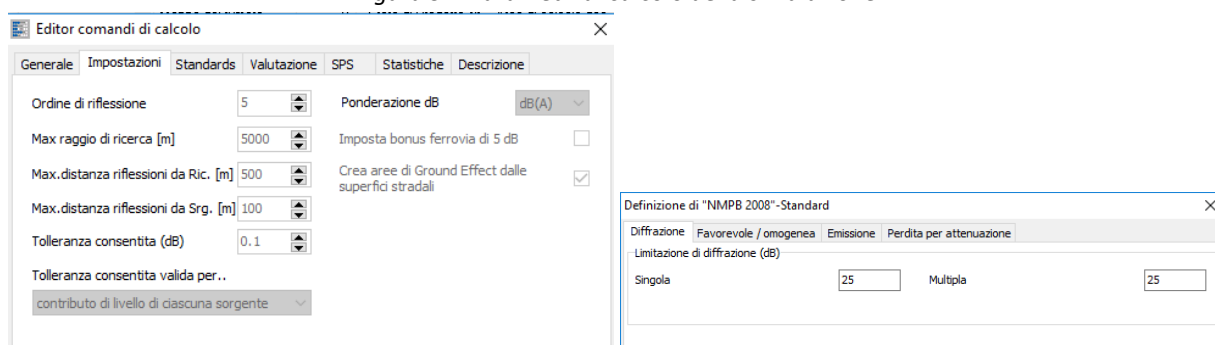 Editor comandi di calcolo
Generale Impostazioni Standards Valutazione SPS Statistiche Descrizione
Ordine di riflessione 5 Ponderazione dB dB(A)
Max raggio di ricerca [m] 5000 Imposta bonus ferrovia di 5 dB
Max.distanza riflessioni da Ric. [m] 500 Crea aree di Ground Effect dalle
superfici stradali
Max.distanza riflessioni da Srg. [m] 100
Tolleranza consentita (dB) 0.1
Tolleranza consentita valida per..
contributo di livello di ciascuna sorgente
Definizione di "NMPB 2008"-Standard
Diffrazione Favorevole / omogenea Emissione Perdita per attenuazione
Limitazione di diffrazione (dB)
Singola 25 Multipla 25